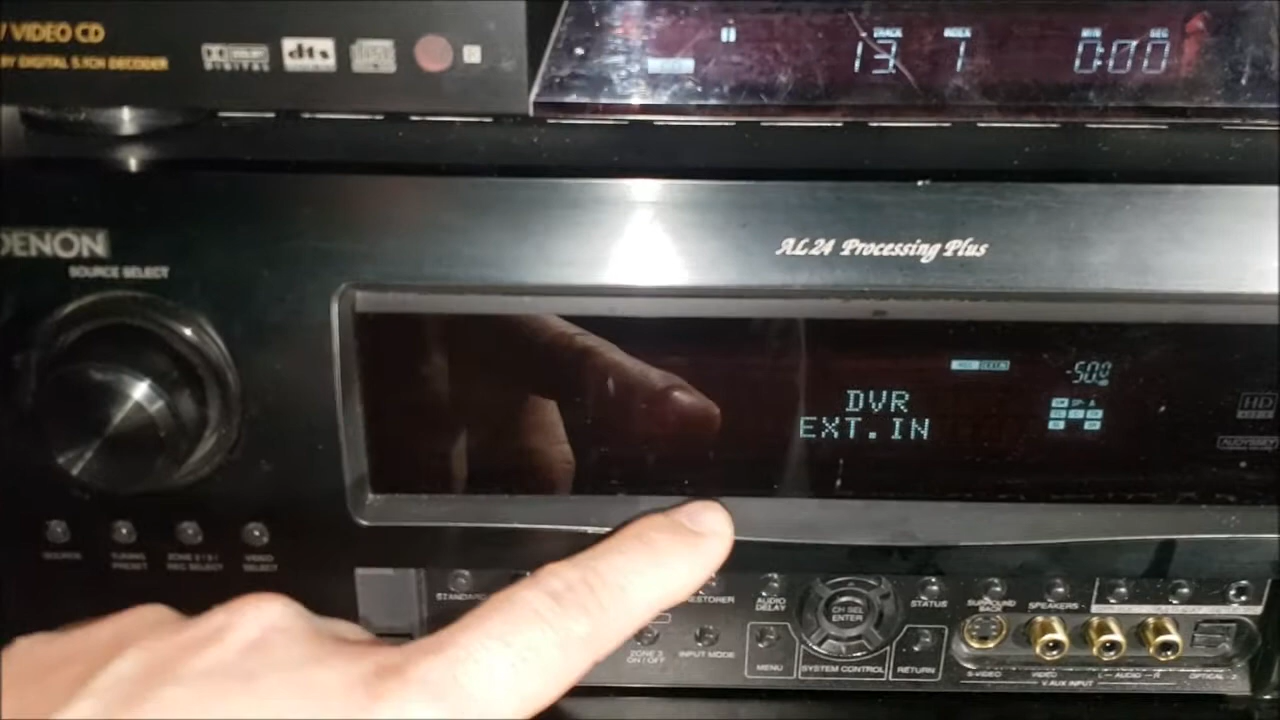 / VIDEO CD
BY DIGITAL 5.1CH DECODER
DIGITAL
dts
TRACK INDEX MIN SEC
13 1 0:00
DENON
SOURCE SELECT
AL24 Processing Plus
-50.0
DVR
EXT.IN
HD
AUDYSSEY
SOURCE
TUNING PRESET
ZONE 2 / 3 / REC SELECT
VIDEO SELECT
STANDARD
RESTORER
AUDIO DELAY
CH SEL
ENTER
STATUS
SURROUND BACK
SPEAKERS
ZONE 3
ON / OFF
INPUT MODE
MENU
SYSTEM CONTROL
RETURN
S-VIDEO
VIDEO
L - AUDIO - R
OPTICAL
V.AUX INPUT